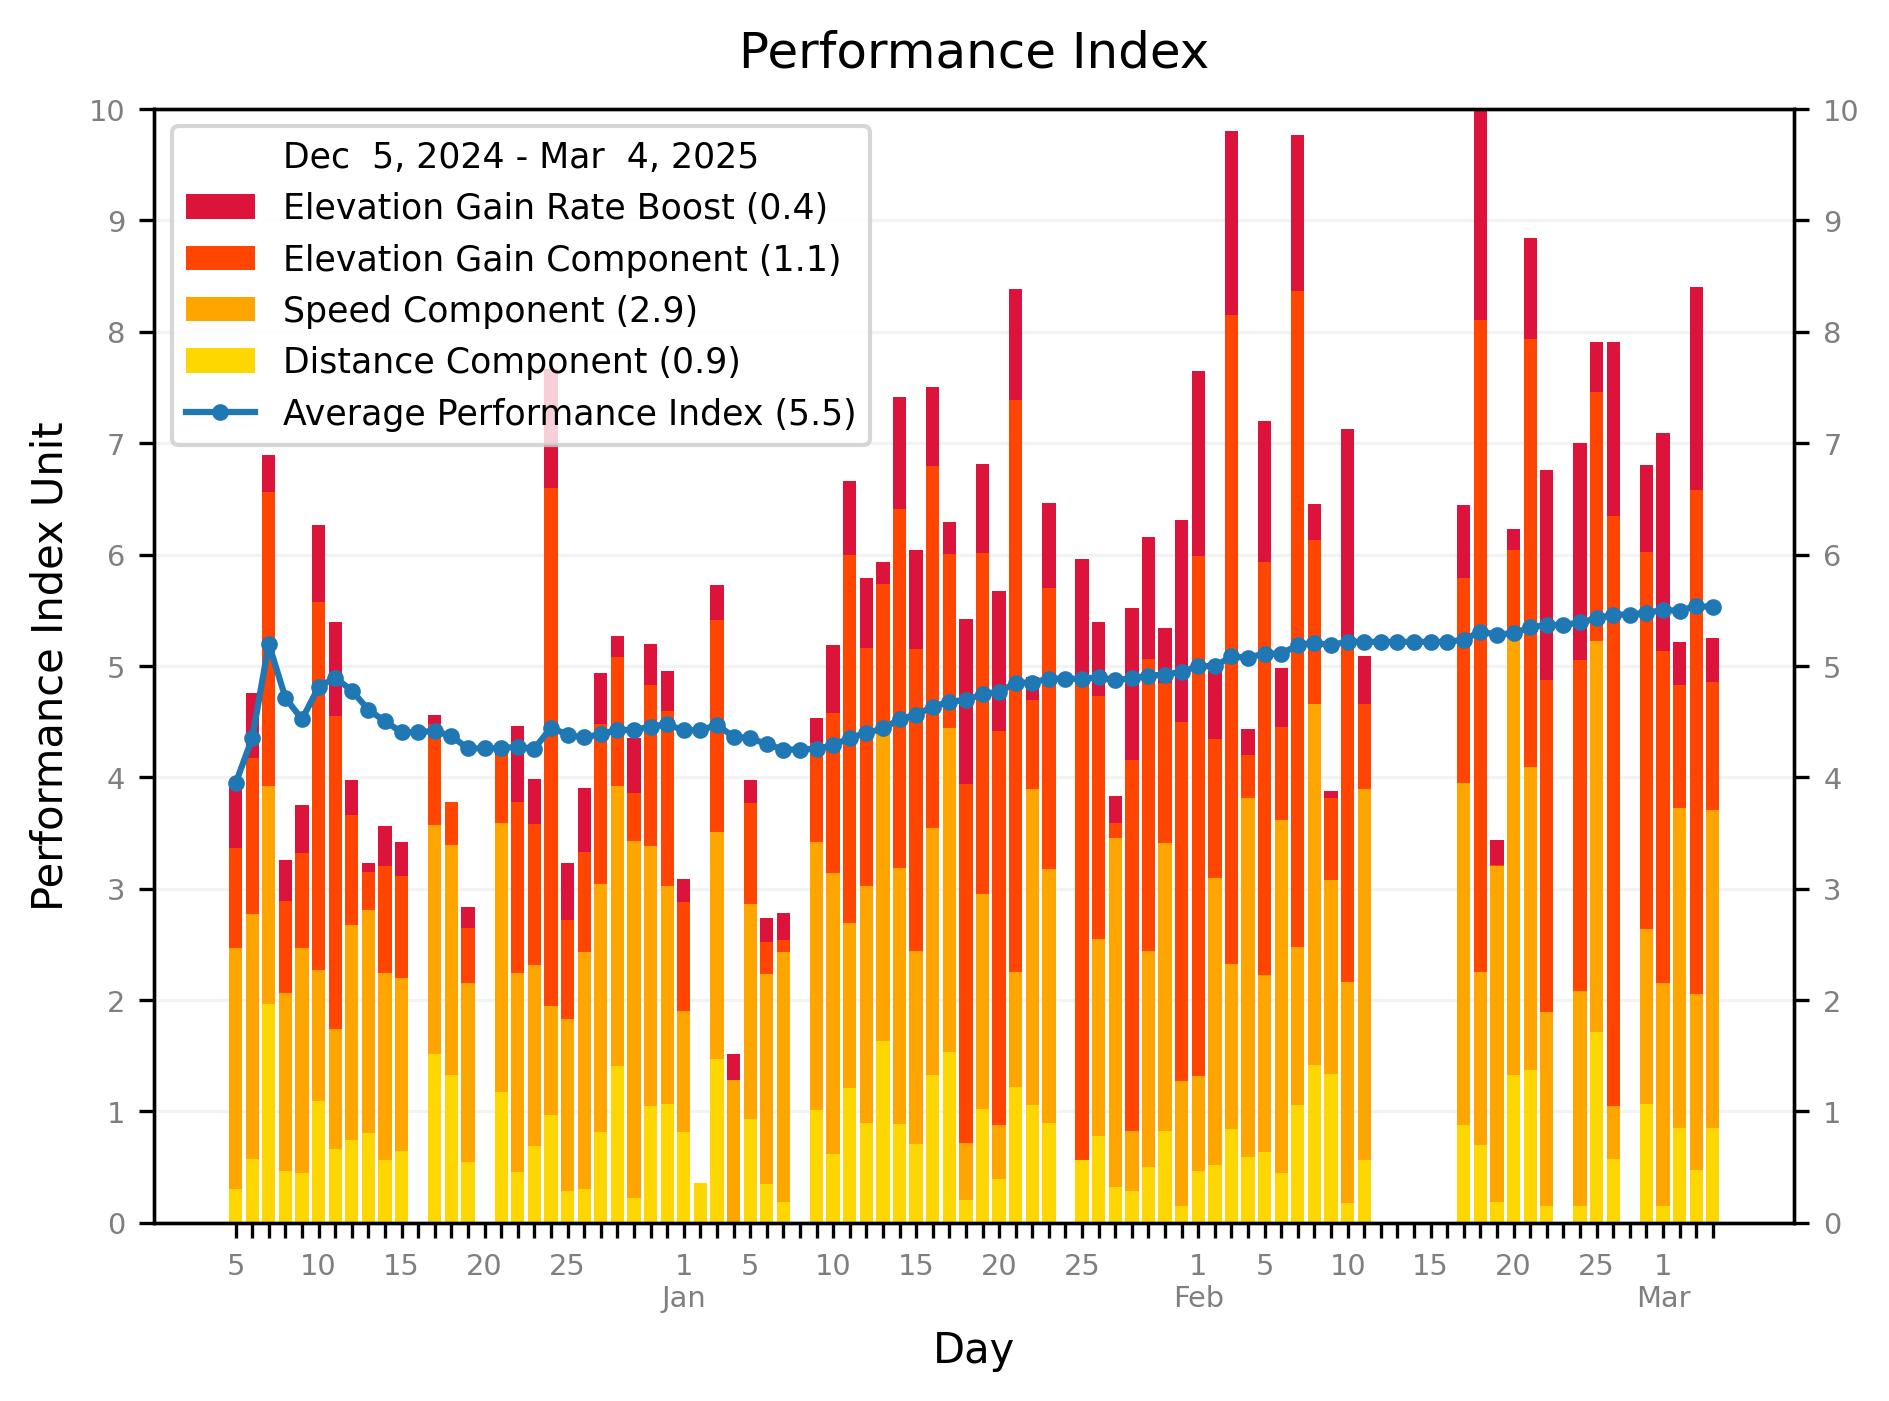 Performance Index
10
9
8
7
6
5
4
3
2
1
0
Performance Index Unit
Dec  5, 2024 - Mar  4, 2025
Elevation Gain Rate Boost (0.4)
Elevation Gain Component (1.1)
Speed Component (2.9)
Distance Component (0.9)
Average Performance Index (5.5)
10
9
8
7
6
5
4
3
2
1
0
5 10 15 20 25 1 5 10 15 20 25 1 5 10 15 20 25 1
Jan Feb Mar
Day